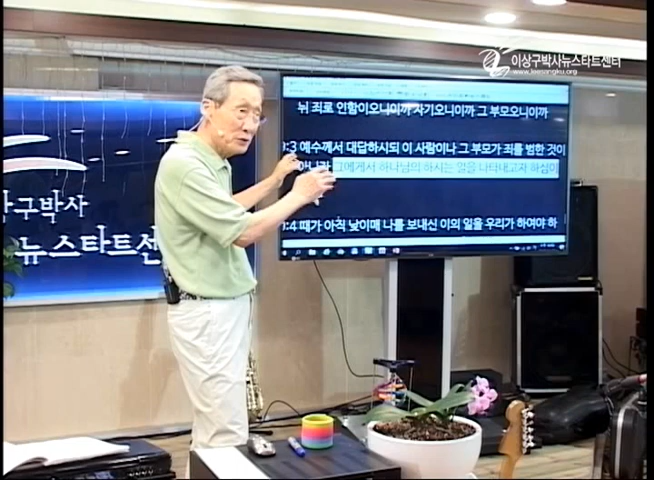 이상구박사뉴스타트센터
www.leesangku.org
뉘 죄로 인함이오니이까 자기오니이까 그 부모오니이까
:3 예수께서 대답하시되 이 사람이나 그 부모가 죄를 범한 것이
그에게서 하나님의 하시는 일을 나타내고자 하심이
:4 때가 아직 낮이매 나를 보내신 이의 일을 우리가 하여야 하
구박사
뉴스타트센